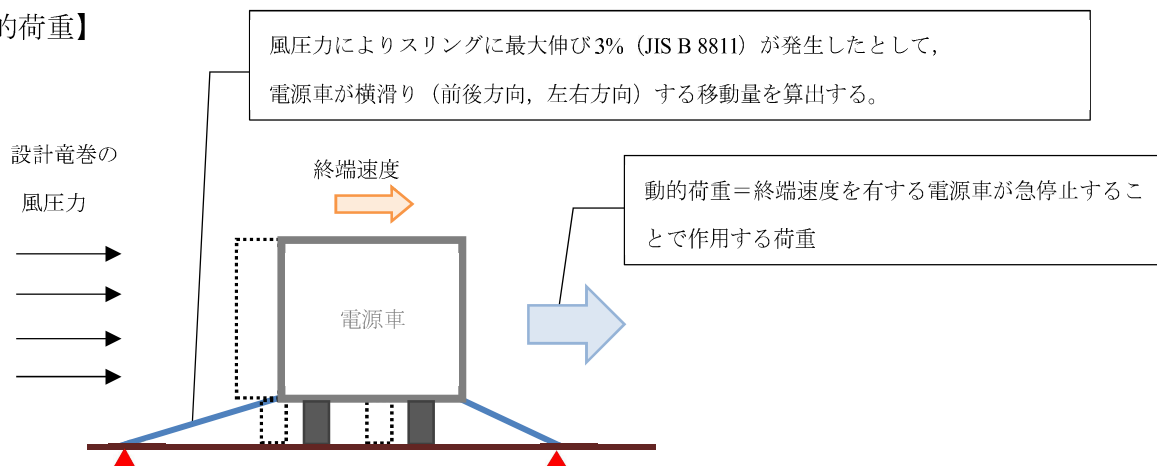 的荷重】
風圧力によりスリングに最大伸び3%（JIS B 8811）が発生したとして，
電源車が横滑り（前後方向，左右方向）する移動量を算出する。
設計竜巻の
風圧力
終端速度
動的荷重＝終端速度を有する電源車が急停止するこ
とで作用する荷重
電源車